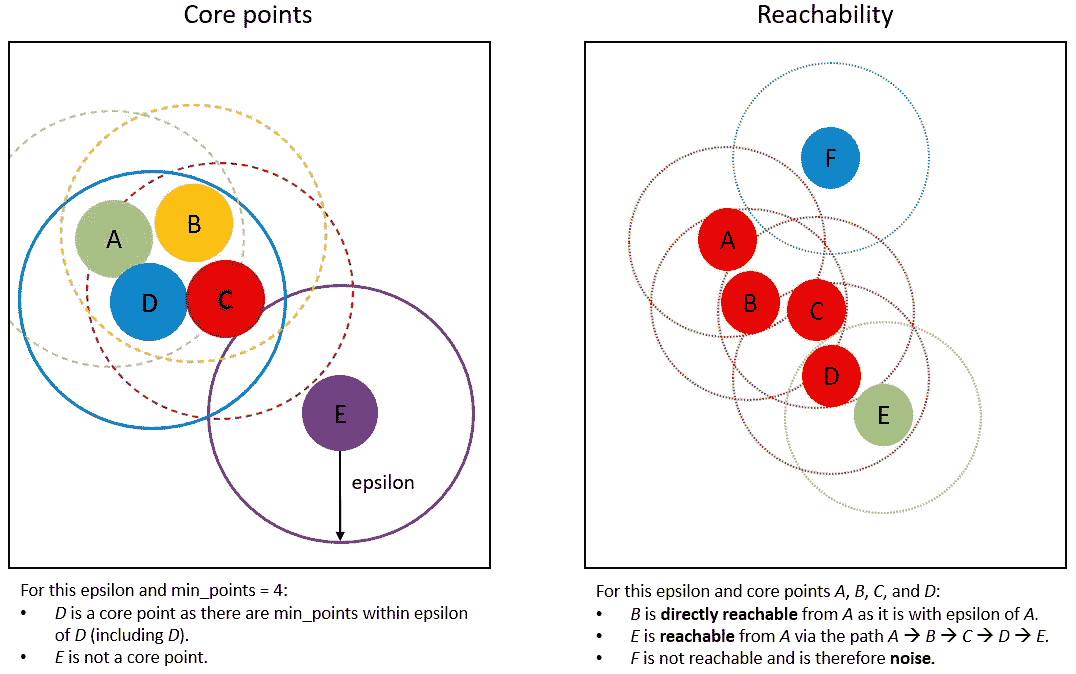 Core points
A
B
D
C
E
epsilon
For this epsilon and min_points = 4:
• D is a core point as there are min_points within epsilon
of D (including D).
• E is not a core point.
Reachability
F
A
B
C
D
E
For this epsilon and core points A, B, C, and D:
• B is directly reachable from A as it is with epsilon of A.
• E is reachable from A via the path A → B → C → D → E.
• F is not reachable and is therefore noise.